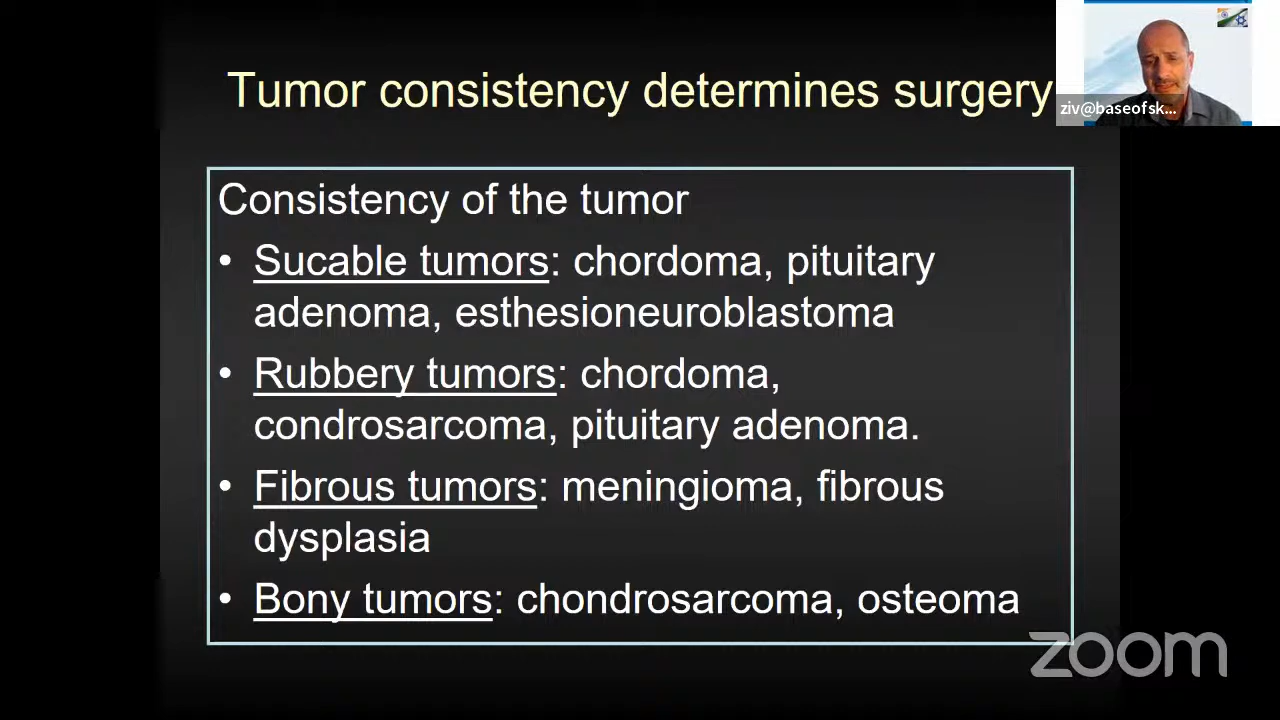 Tumor consistency determines surgery
ziv@baseofsk...
Consistency of the tumor
• Sucable tumors: chordoma, pituitary
adenoma, esthesioneuroblastoma
• Rubbery tumors: chordoma,
condrosarcoma, pituitary adenoma.
• Fibrous tumors: meningioma, fibrous
dysplasia
• Bony tumors: chondrosarcoma, osteoma
zoom